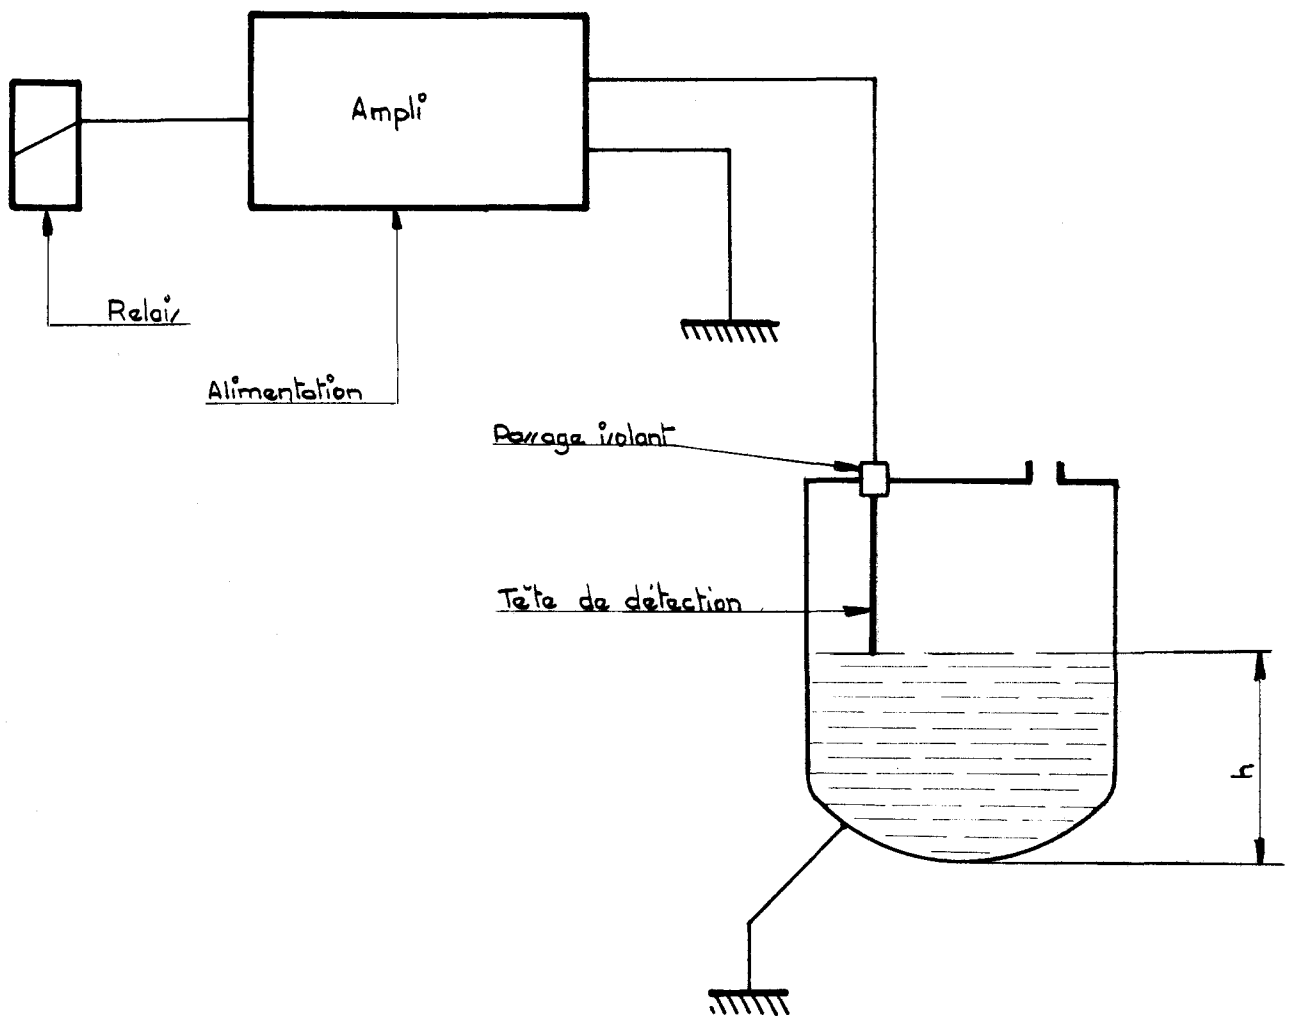 Ampli
Relais
Alimentation
Passage isolant
Tête de détection
h